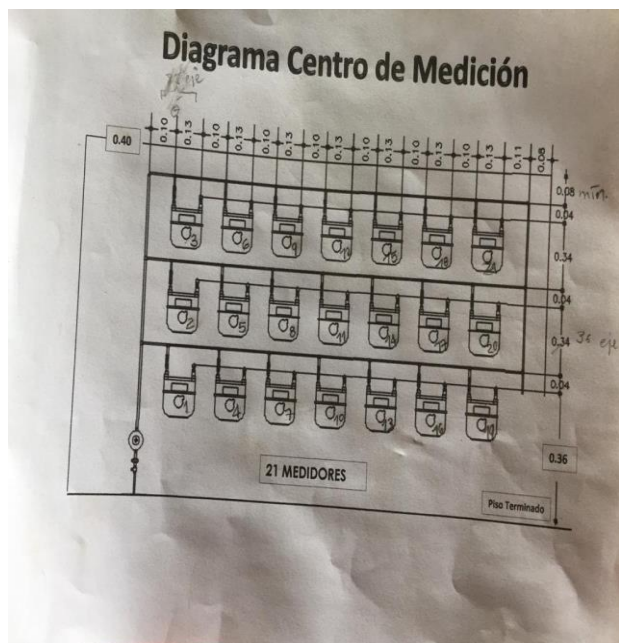 Diagrama Centro de Medición
eje
0.40
0.10 0.13 0.10 0.13 0.10 0.13 0.10 0.13 0.10 0.13 0.10 0.13 0.10 0.13 0.11 0.08
0.08 mín.
0.04
3 6 9 12 15 18 21
0.34
0.04
2 5 8 11 14 17 20
0.34 36 eje
0.04
1 4 7 10 13 16 19
0.36
21 MEDIDORES
Piso Terminado